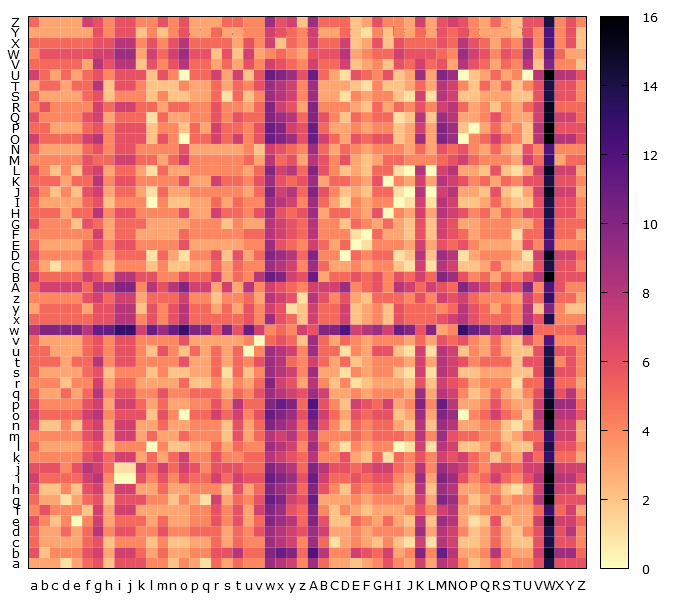 Z
Y
X
W
V
U
T
S
R
Q
P
O
N
M
L
K
J
I
H
G
F
E
D
C
B
A
z
y
x
w
v
u
t
s
r
q
p
o
n
m
l
k
j
i
h
g
f
e
d
c
b
a
a b c d e f g h i j k l m n o p q r s t u v w x y z A B C D E F G H I J K L M N O P Q R S T U V W X Y Z
16
14
12
10
8
6
4
2
0